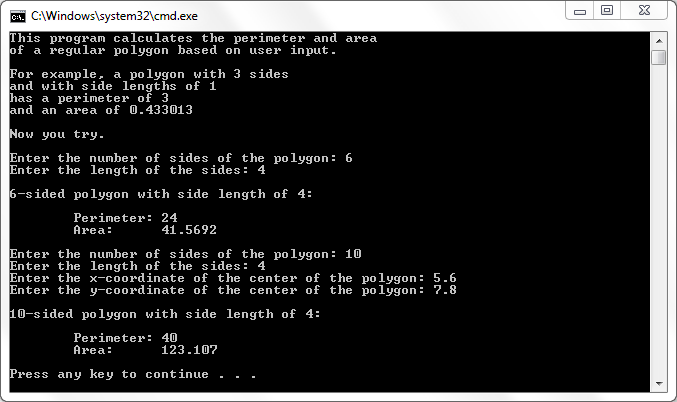 C:\Windows\system32\cmd.exe
This program calculates the perimeter and area
of a regular polygon based on user input.
For example, a polygon with 3 sides
and with side lengths of 1
has a perimeter of 3
and an area of 0.433013
Now you try.
Enter the number of sides of the polygon: 6
Enter the length of the sides: 4
6-sided polygon with side length of 4:
Perimeter: 24
Area: 41.5692
Enter the number of sides of the polygon: 10
Enter the length of the sides: 4
Enter the x-coordinate of the center of the polygon: 5.6
Enter the y-coordinate of the center of the polygon: 7.8
10-sided polygon with side length of 4:
Perimeter: 40
Area: 123.107
Press any key to continue . . .